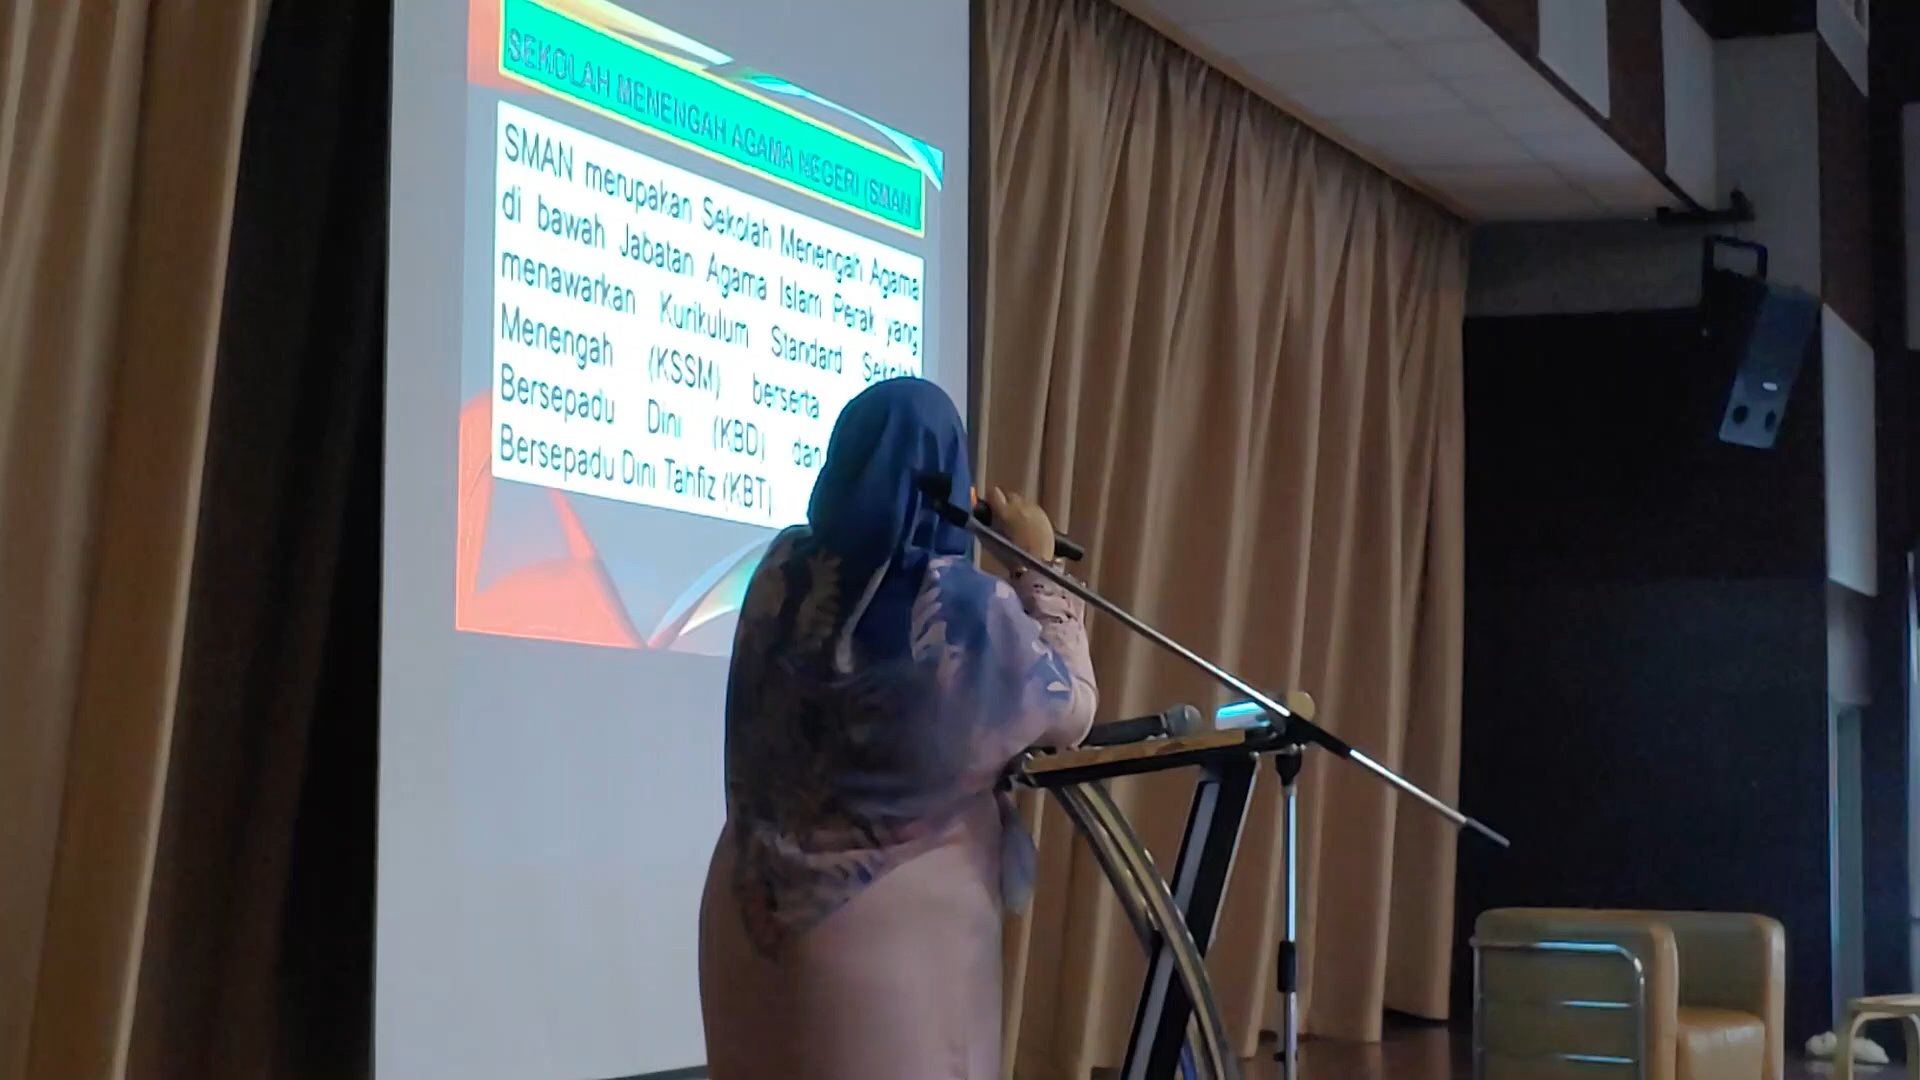 SEKOLAH MENENGAH AGAMA NEGERI (SMAN
SMAN merupakan Sekolah Menengah Agama
di bawah Jabatan Agama Islam Perak yang
menawarkan Kurikulum Standard Sekolah
Menengah (KSSM) berserta
Bersepadu Dini (KBD) dan
Bersepadu Dini Tahfiz (KBT)